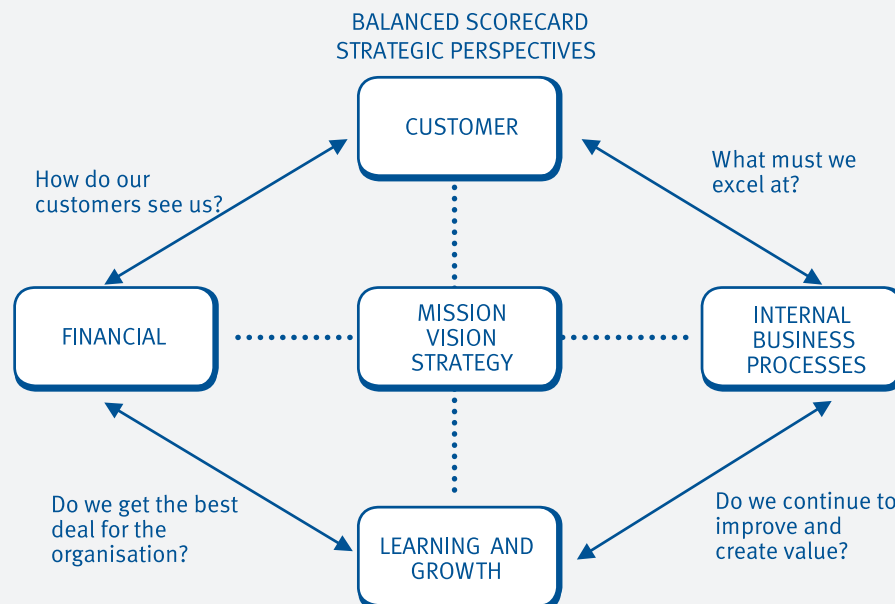 BALANCED SCORECARD
STRATEGIC PERSPECTIVES
CUSTOMER
How do our
customers see us?
What must we
excel at?
FINANCIAL
MISSION
VISION
STRATEGY
INTERNAL
BUSINESS
PROCESSES
Do we get the best
deal for the
organisation?
LEARNING AND
GROWTH
Do we continue to
improve and
create value?